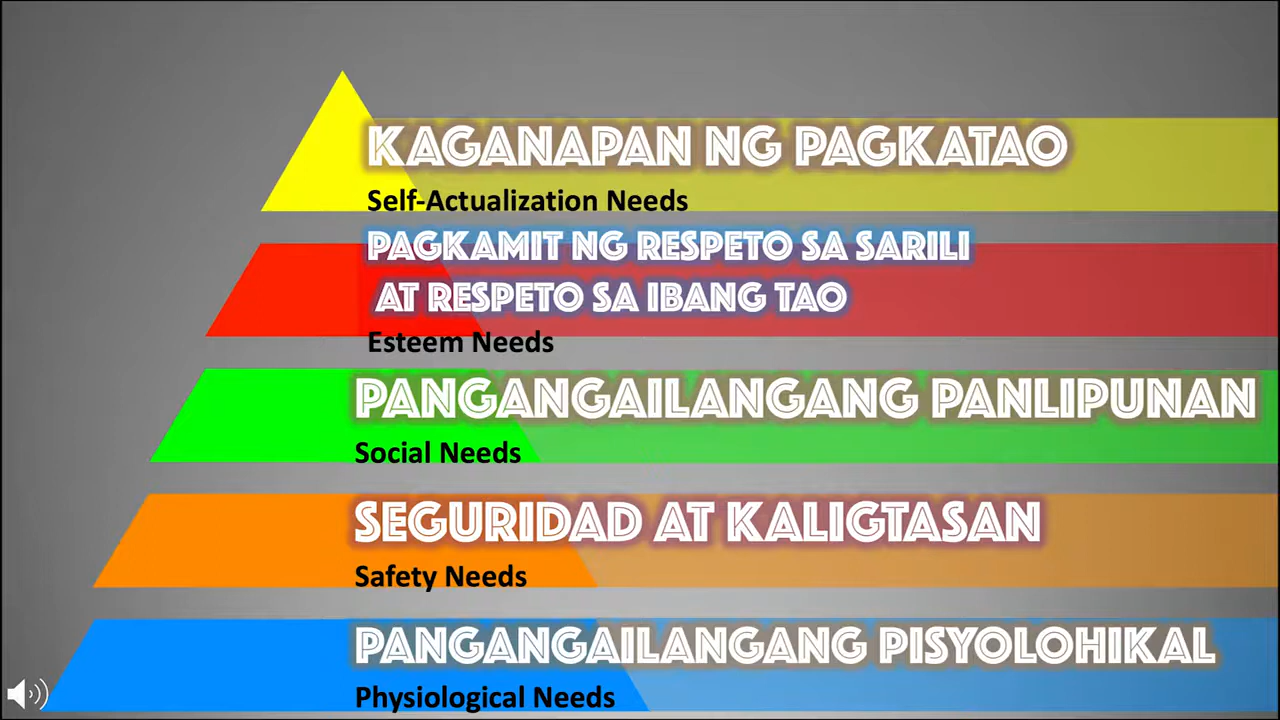 KAGANAPAN NG PAGKATAO
Self-Actualization Needs
PAGKAMIT NG RESPETO SA SARILI
AT RESPETO SA IBANG TAO
Esteem Needs
PANGANGAILANGANG PANLIPUNAN
Social Needs
SEGURIDAD AT KALIGTASAN
Safety Needs
PANGANGAILANGANG PISYOLOHIKAL
Physiological Needs